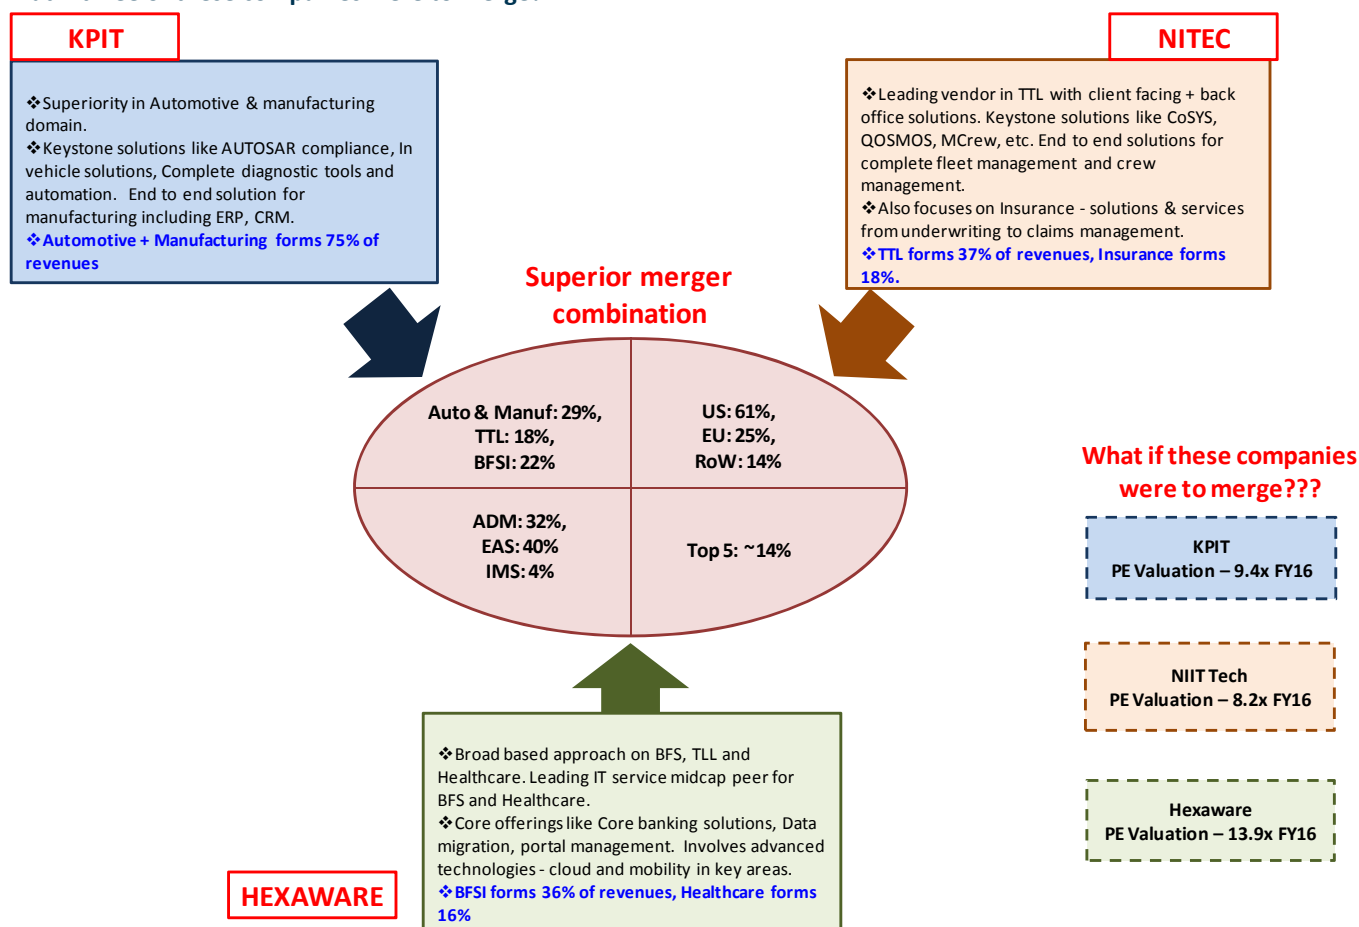 KPIT
❖Superiority in Automotive & manufacturing
domain.
❖Keystone solutions like AUTOSAR compliance, In
vehicle solutions, Complete diagnostic tools and
automation. End to end solution for
manufacturing including ERP, CRM.
❖Automotive + Manufacturing forms 75% of
revenues
NITEC
❖Leading vendor in TTL with client facing + back
office solutions. Keystone solutions like CoSYS,
QOSMOS, MCrew, etc. End to end solutions for
complete fleet management and crew
management.
❖Also focuses on Insurance - solutions & services
from underwriting to claims management.
❖TTL forms 37% of revenues, Insurance forms
18%.
Superior merger
combination
Auto & Manuf: 29%,
TTL: 18%,
BFSI: 22%
US: 61%,
EU: 25%,
RoW: 14%
ADM: 32%,
EAS: 40%
IMS: 4%
Top 5: ~14%
What if these companies
were to merge???
KPIT
PE Valuation – 9.4x FY16
NIIT Tech
PE Valuation – 8.2x FY16
Hexaware
PE Valuation – 13.9x FY16
HEXAWARE
❖Broad based approach on BFS, TLL and
Healthcare. Leading IT service midcap peer for
BFS and Healthcare.
❖Core offerings like Core banking solutions, Data
migration, portal management. Involves advanced
technologies - cloud and mobility in key areas.
❖BFSI forms 36% of revenues, Healthcare forms
16%